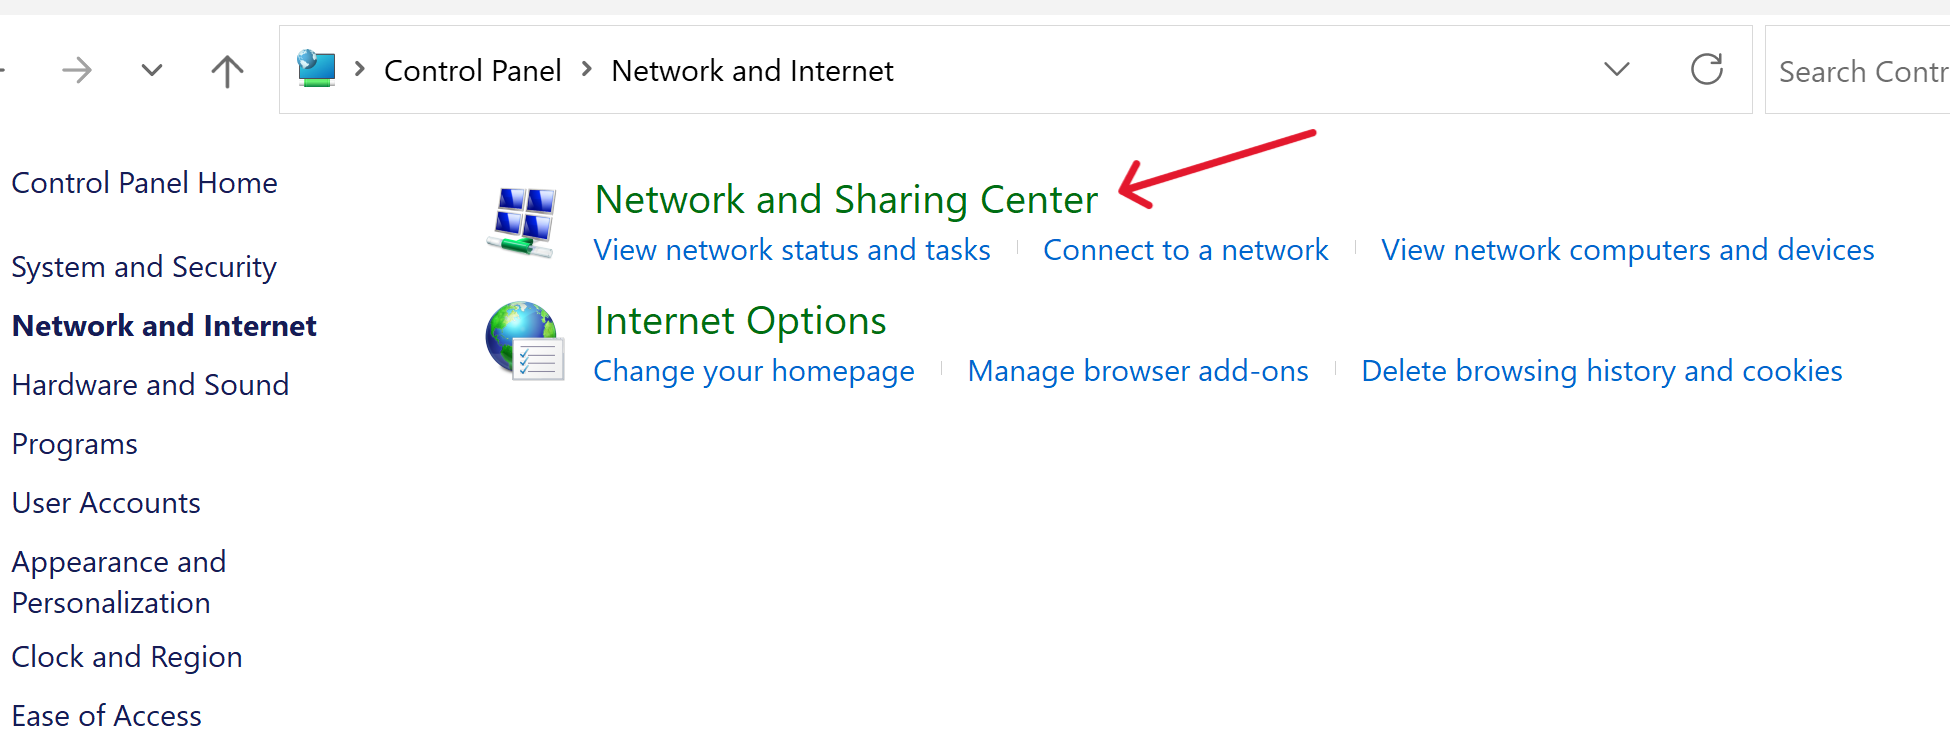 Control Panel > Network and Internet
Search Contr
Control Panel Home
System and Security
Network and Internet
Hardware and Sound
Programs
User Accounts
Appearance and
Personalization
Clock and Region
Ease of Access
Network and Sharing Center
View network status and tasks | Connect to a network | View network computers and devices
Internet Options
Change your homepage | Manage browser add-ons | Delete browsing history and cookies